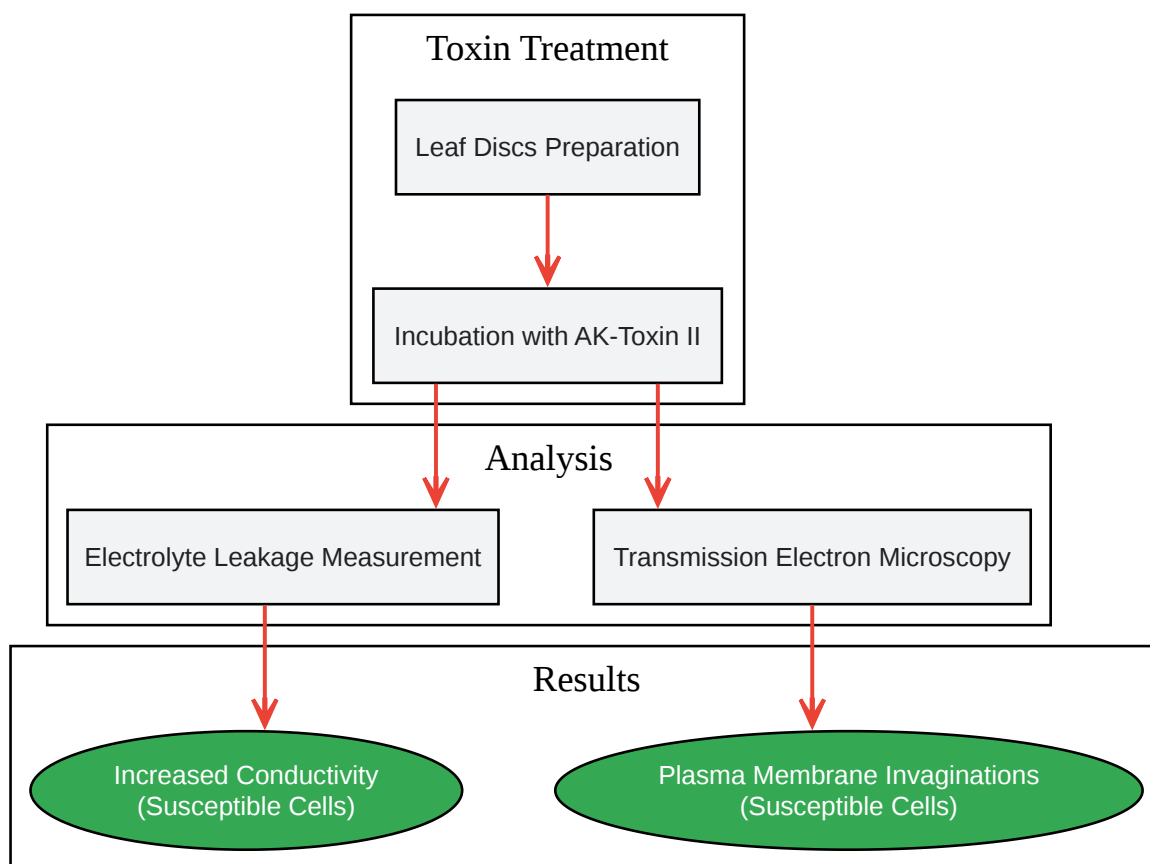 Toxin Treatment
Leaf Discs Preparation
Incubation with AK-Toxin II
Analysis
Electrolyte Leakage Measurement
Transmission Electron Microscopy
Results
Increased Conductivity
(Susceptible Cells)
Plasma Membrane Invaginations
(Susceptible Cells)